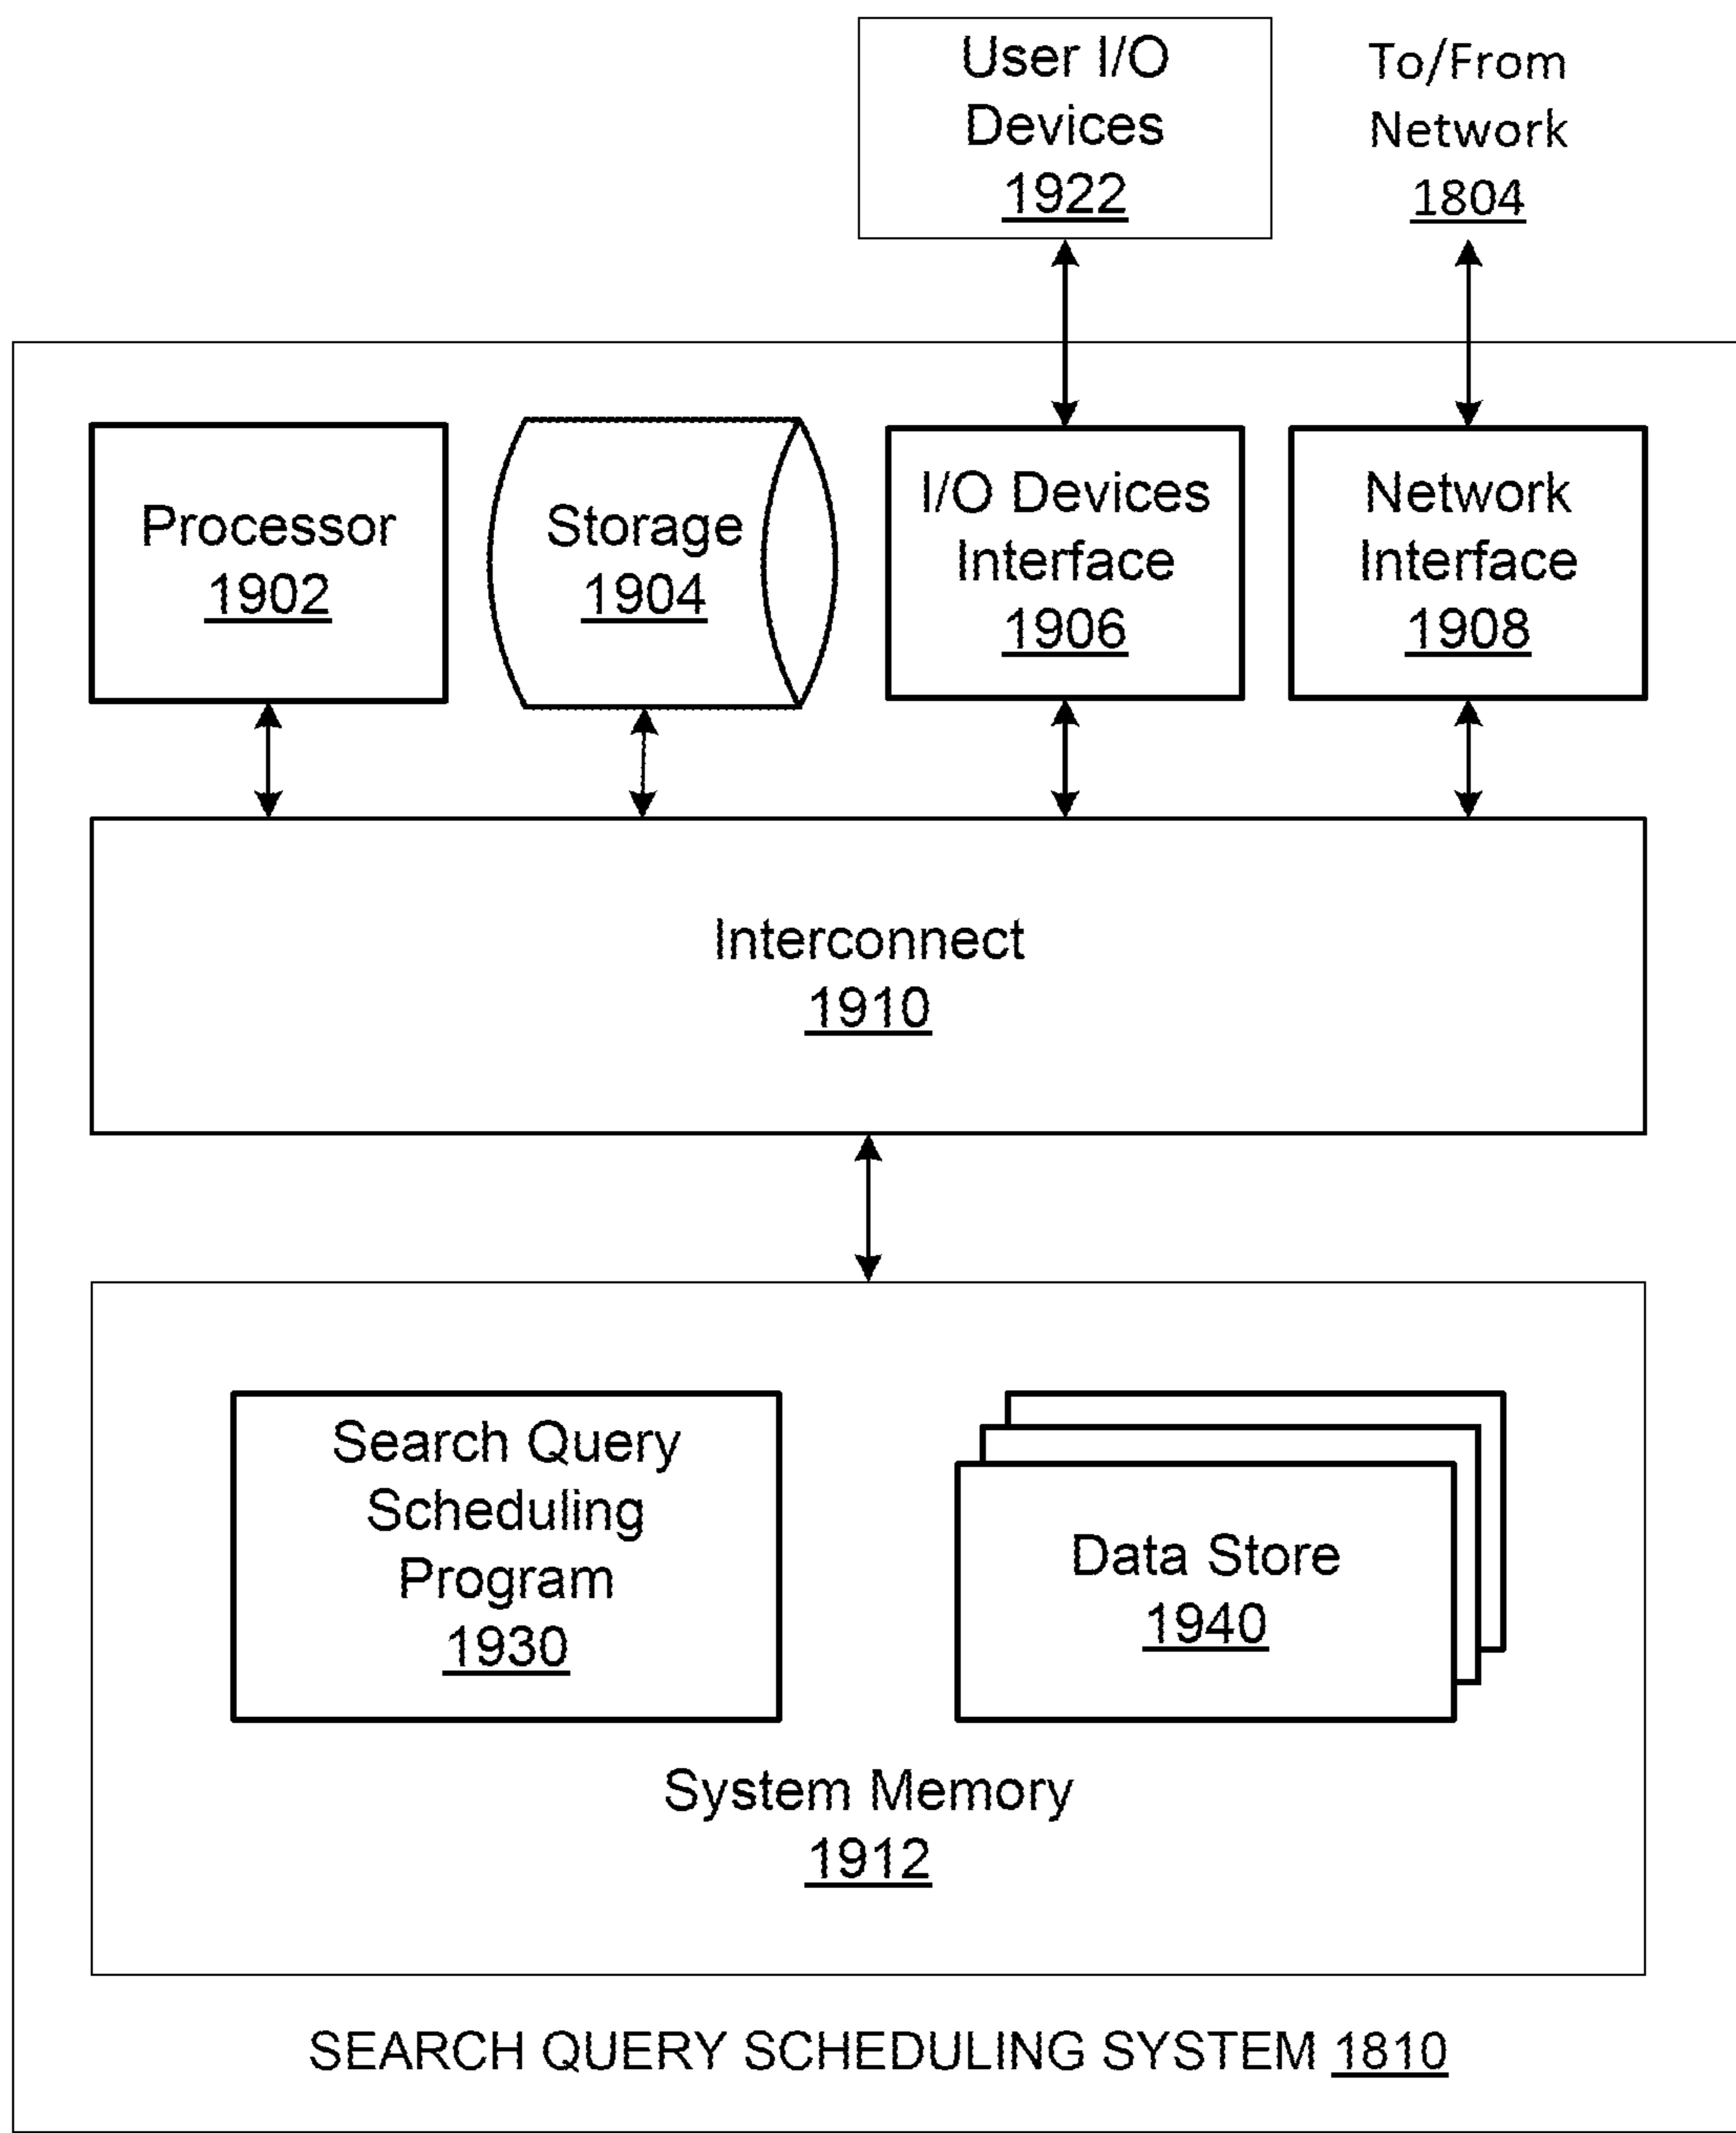 User I/O
Devices
1922
To/From
Network
1804
Processor
1902
Storage
1904
I/O Devices
Interface
1906
Network
Interface
1908
Interconnect
1910
Search Query
Scheduling
Program
1930
Data Store
1940
System Memory
1912
SEARCH QUERY SCHEDULING SYSTEM 1810